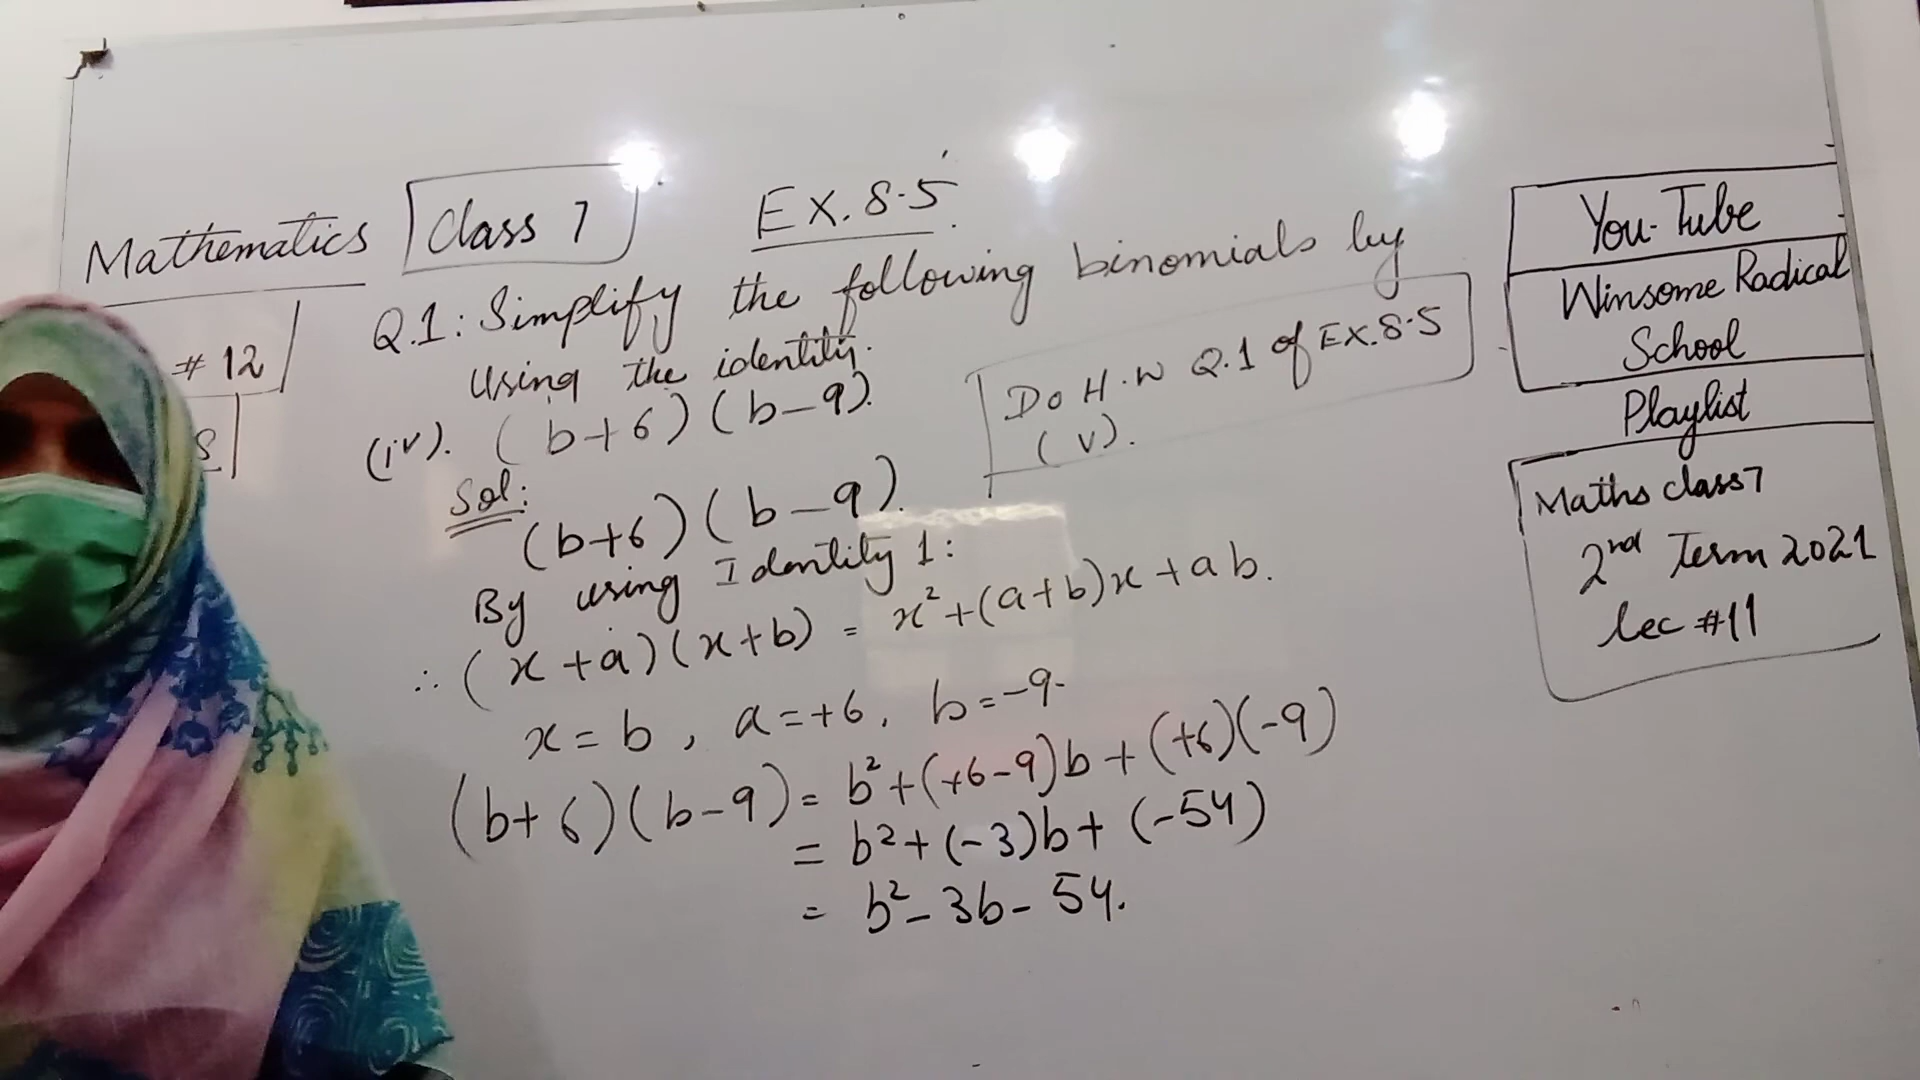 Mathematics
Class 7
EX. 8.5
# 12
Q.1: Simplify the following binomials by
using the identity.
(iv). (b+6)(b-9).
Do H.W Q.1 of EX.8.5
(v).
Sol:
(b+6)(b-9).
By using Identity 1:
∴ (x+a)(x+b) = x²+(a+b)x+ab.
x=b, a=+6, b=-9.
(b+6)(b-9)= b²+(+6-9)b+(+6)(-9)
= b²+(-3)b+(-54)
= b²-3b-54.
You-Tube
Winsome Radical
School
Playlist
Maths class 7
2nd Term 2021
lec #11